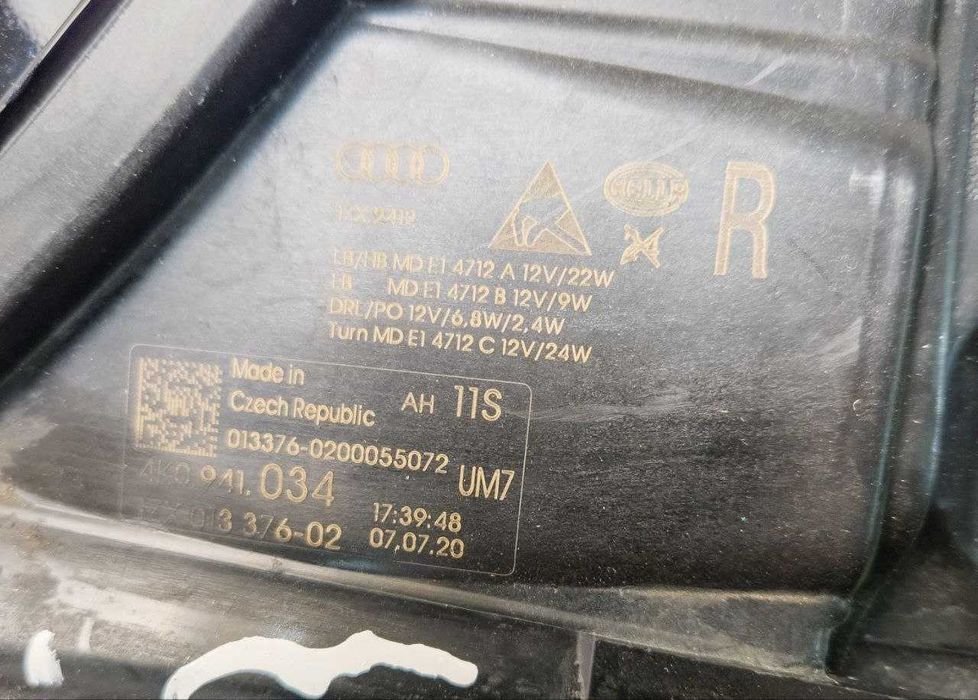 HELLA
R
LB/HB MD E1 4712 A 12V/22W
LB MD E1 4712 B 12V/9W
DRL/PO 12V/6,8W/2,4W
Turn MD E1 4712 C 12V/24W
Made in
Czech Republic
AH 11S
013376-0200055072
UM7
4K0 941.034
17:39:48
013 376-02
07.07.20